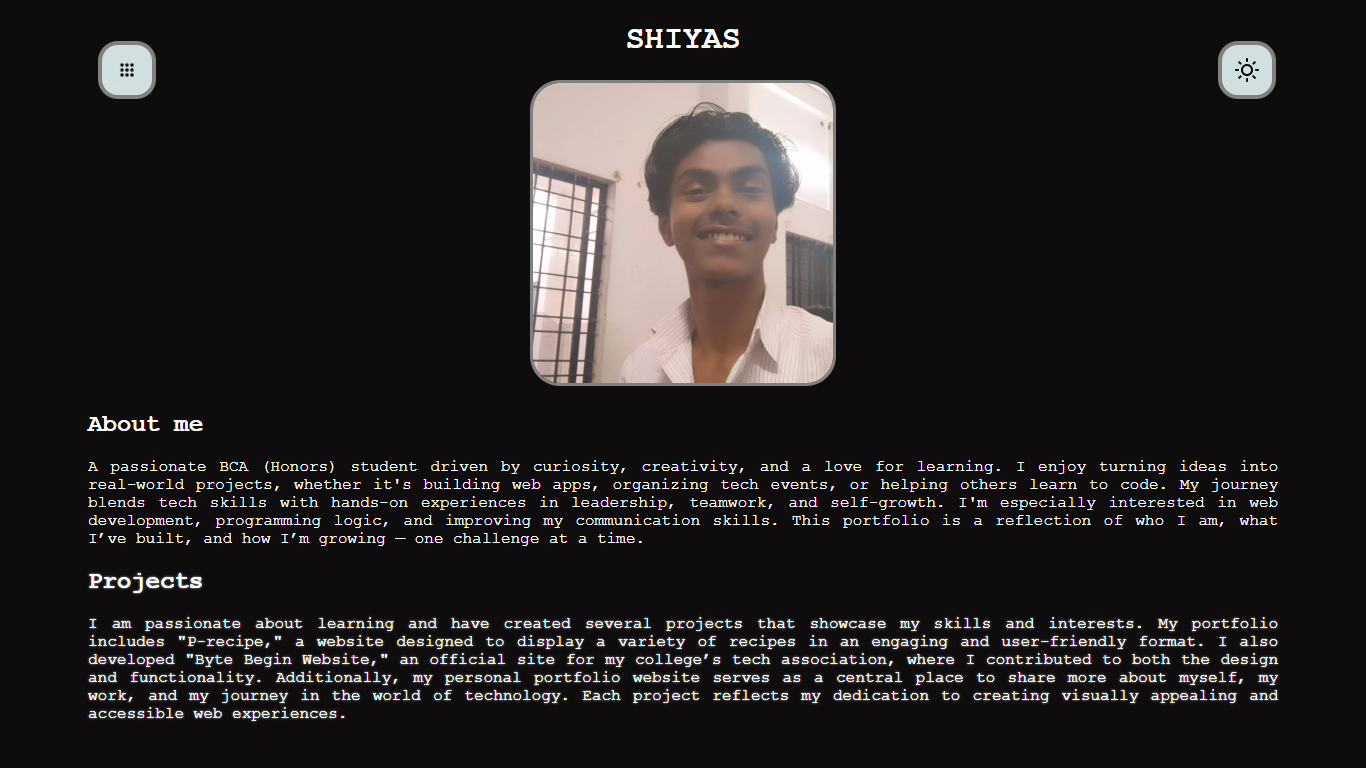 SHIYAS
About me
A passionate BCA (Honors) student driven by curiosity, creativity, and a love for learning. I enjoy turning ideas into
real-world projects, whether it's building web apps, organizing tech events, or helping others learn to code. My journey
blends tech skills with hands-on experiences in leadership, teamwork, and self-growth. I'm especially interested in web
development, programming logic, and improving my communication skills. This portfolio is a reflection of who I am, what
I’ve built, and how I’m growing — one challenge at a time.
Projects
I am passionate about learning and have created several projects that showcase my skills and interests. My portfolio
includes "P-recipe," a website designed to display a variety of recipes in an engaging and user-friendly format. I also
developed "Byte Begin Website," an official site for my college’s tech association, where I contributed to both the design
and functionality. Additionally, my personal portfolio website serves as a central place to share more about myself, my
work, and my journey in the world of technology. Each project reflects my dedication to creating visually appealing and
accessible web experiences.